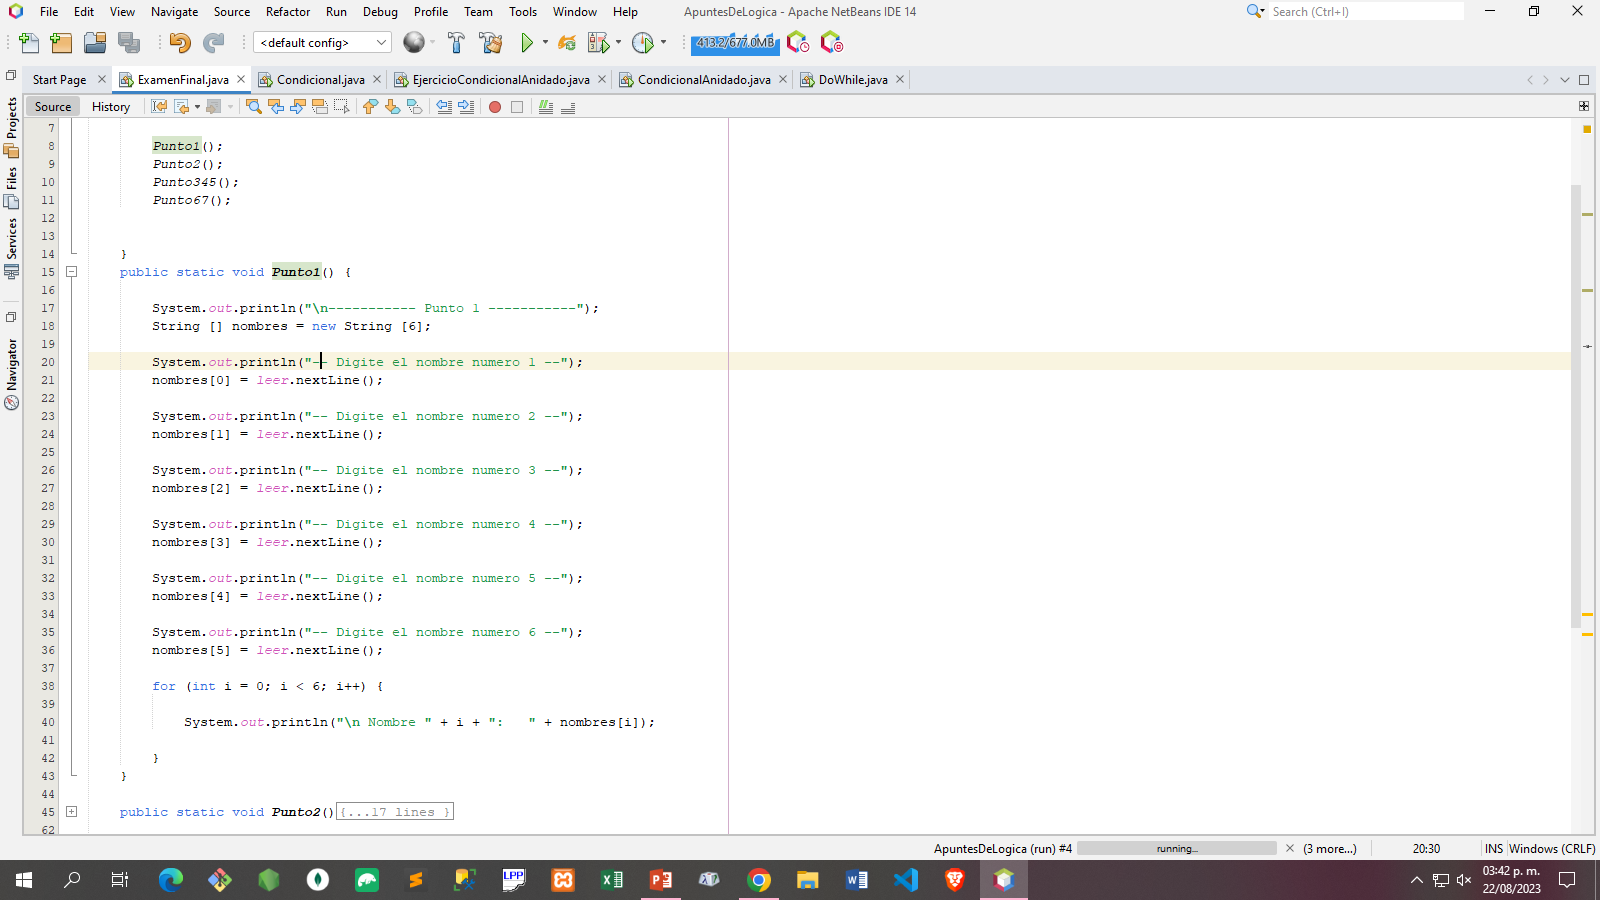 File Edit View Navigate Source Refactor Run Debug Profile Team Tools Window Help ApuntesDeLogica - Apache NetBeans IDE 14 Search (Ctrl+I)
<default config> 413.2/677.0MB
Start Page ExamenFinal.java Condicional.java EjercicioCondicionalAnidado.java CondicionalAnidado.java DoWhile.java
Source History
Projects
Files
Services
Navigator
7
8 Punto1();
9 Punto2();
10 Punto345();
11 Punto67();
12
13
14 }
15 public static void Punto1() {
16
17 System.out.println("\n----------- Punto 1 -----------");
18 String [] nombres = new String [6];
19
20 System.out.println("-- Digite el nombre numero 1 --");
21 nombres[0] = leer.nextLine();
22
23 System.out.println("-- Digite el nombre numero 2 --");
24 nombres[1] = leer.nextLine();
25
26 System.out.println("-- Digite el nombre numero 3 --");
27 nombres[2] = leer.nextLine();
28
29 System.out.println("-- Digite el nombre numero 4 --");
30 nombres[3] = leer.nextLine();
31
32 System.out.println("-- Digite el nombre numero 5 --");
33 nombres[4] = leer.nextLine();
34
35 System.out.println("-- Digite el nombre numero 6 --");
36 nombres[5] = leer.nextLine();
37
38 for (int i = 0; i < 6; i++) {
39
40 System.out.println("\n Nombre " + i + ":   " + nombres[i]);
41
42 }
43 }
44
45 public static void Punto2(){...17 lines }
62
ApuntesDeLogica (run) #4 running... (3 more...) 20:30 INS Windows (CRLF)
LPP
03:42 p. m.
22/08/2023